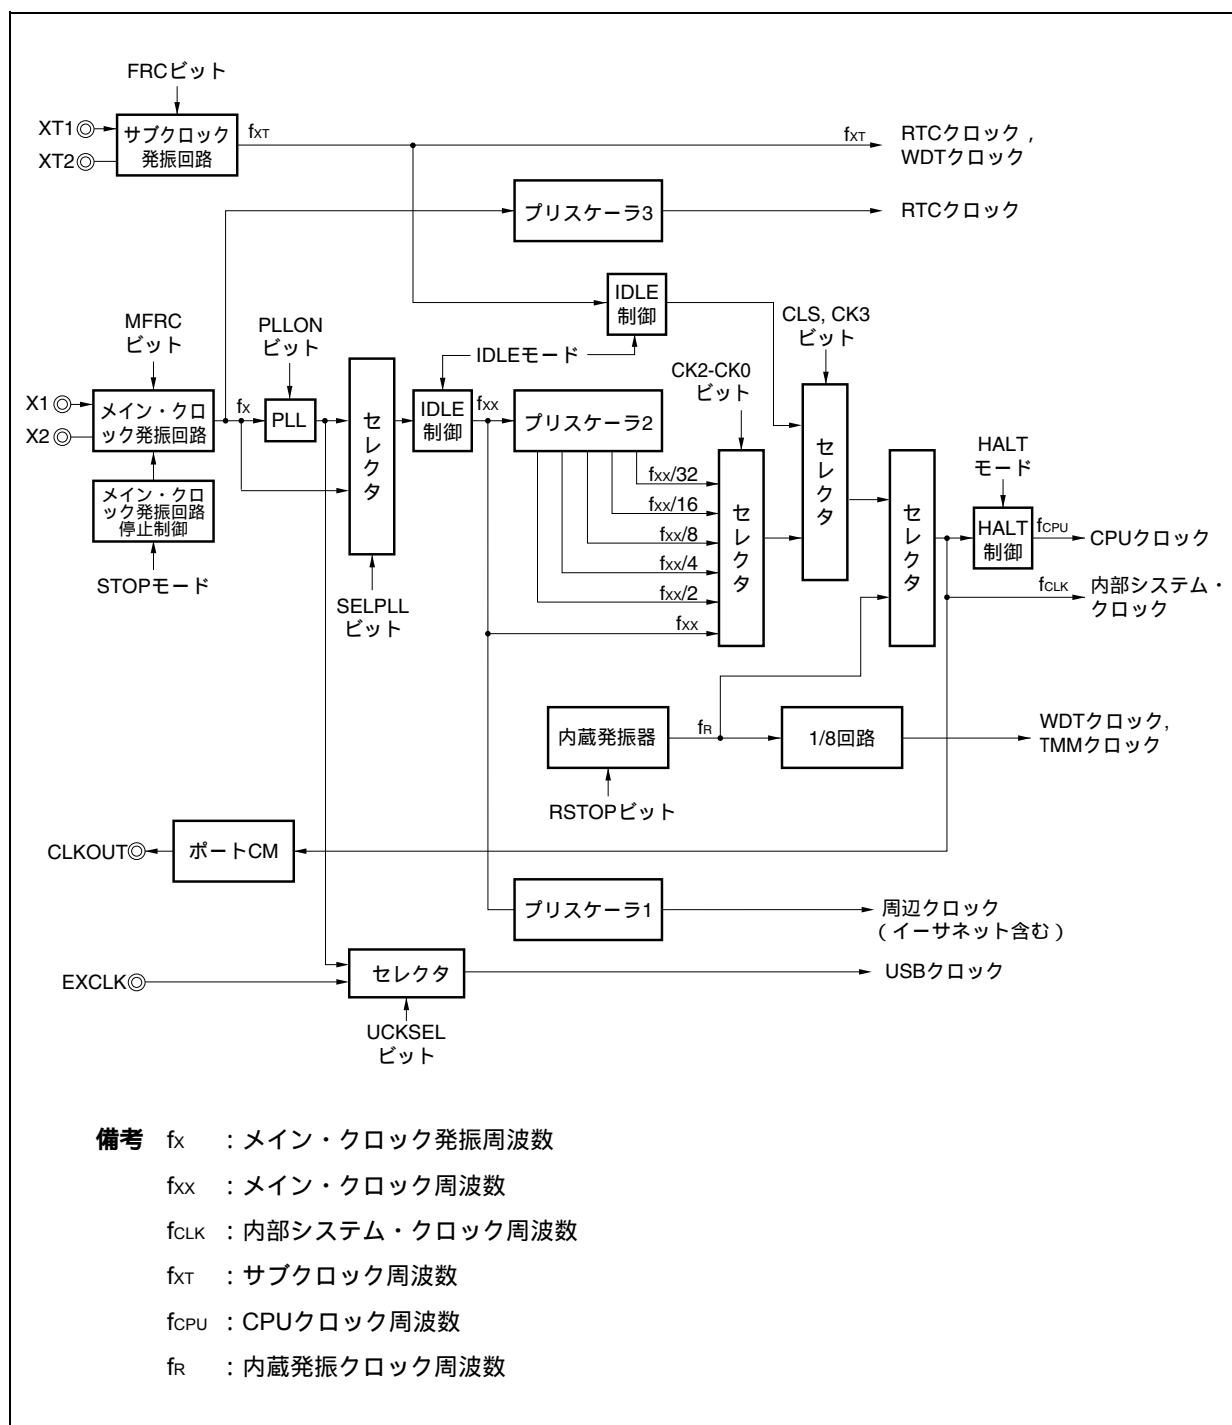 FRCビット
XT1
XT2
サブクロック
発振回路
fXT
fXT
RTCクロック，
WDTクロック
プリスケーラ3
RTCクロック
IDLE
制御
MFRC
ビット
PLLON
ビット
IDLEモード
CLS, CK3
ビット
CK2-CK0
ビット
X1
X2
メイン・クロ
ック発振回路
fX
PLL
セレクタ
IDLE
制御
fXX
プリスケーラ2
fXX/32
fXX/16
fXX/8
fXX/4
fXX/2
fXX
セレクタ
セレクタ
セレクタ
HALT
モード
HALT
制御
fCPU
CPUクロック
fCLK
内部システム・
クロック
メイン・クロ
ック発振回路
停止制御
STOPモード
SELPLL
ビット
内蔵発振器
fR
1/8回路
WDTクロック,
TMMクロック
RSTOPビット
CLKOUT
ポートCM
プリスケーラ1
周辺クロック
（イーサネット含む）
EXCLK
セレクタ
USBクロック
UCKSEL
ビット
備考 fX ：メイン・クロック発振周波数
fXX ：メイン・クロック周波数
fCLK ：内部システム・クロック周波数
fXT ：サブクロック周波数
fCPU ：CPUクロック周波数
fR ：内蔵発振クロック周波数